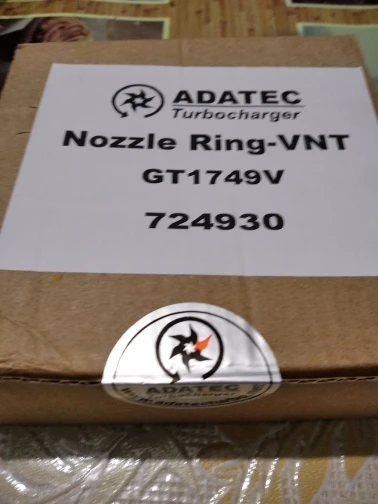 ADATEC
Turbocharger
Nozzle Ring-VNT
GT1749V
724930
ADATEC